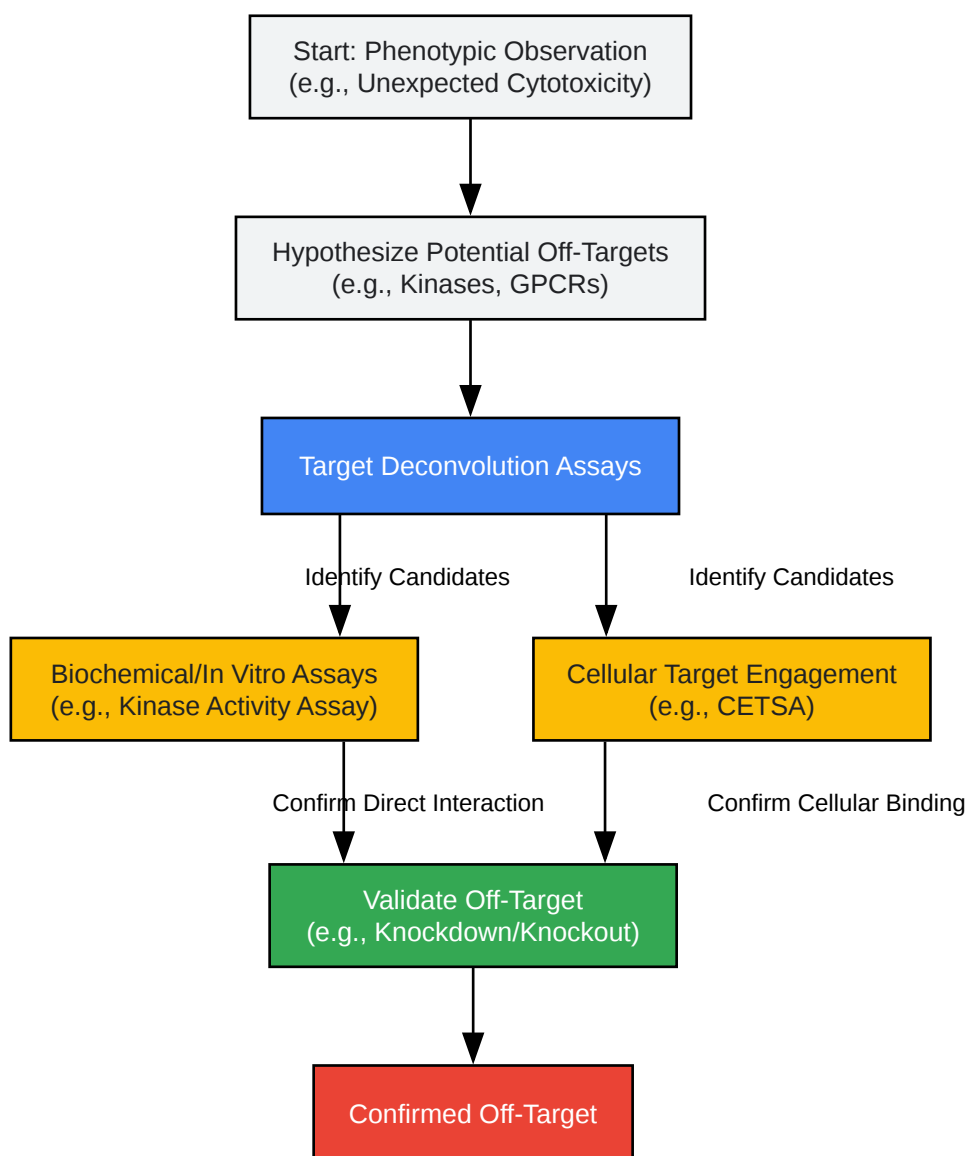 Start: Phenotypic Observation
(e.g., Unexpected Cytotoxicity)
Hypothesize Potential Off-Targets
(e.g., Kinases, GPCRs)
Target Deconvolution Assays
Identify Candidates
Identify Candidates
Biochemical/In Vitro Assays
(e.g., Kinase Activity Assay)
Cellular Target Engagement
(e.g., CETSA)
Confirm Direct Interaction
Confirm Cellular Binding
Validate Off-Target
(e.g., Knockdown/Knockout)
Confirmed Off-Target